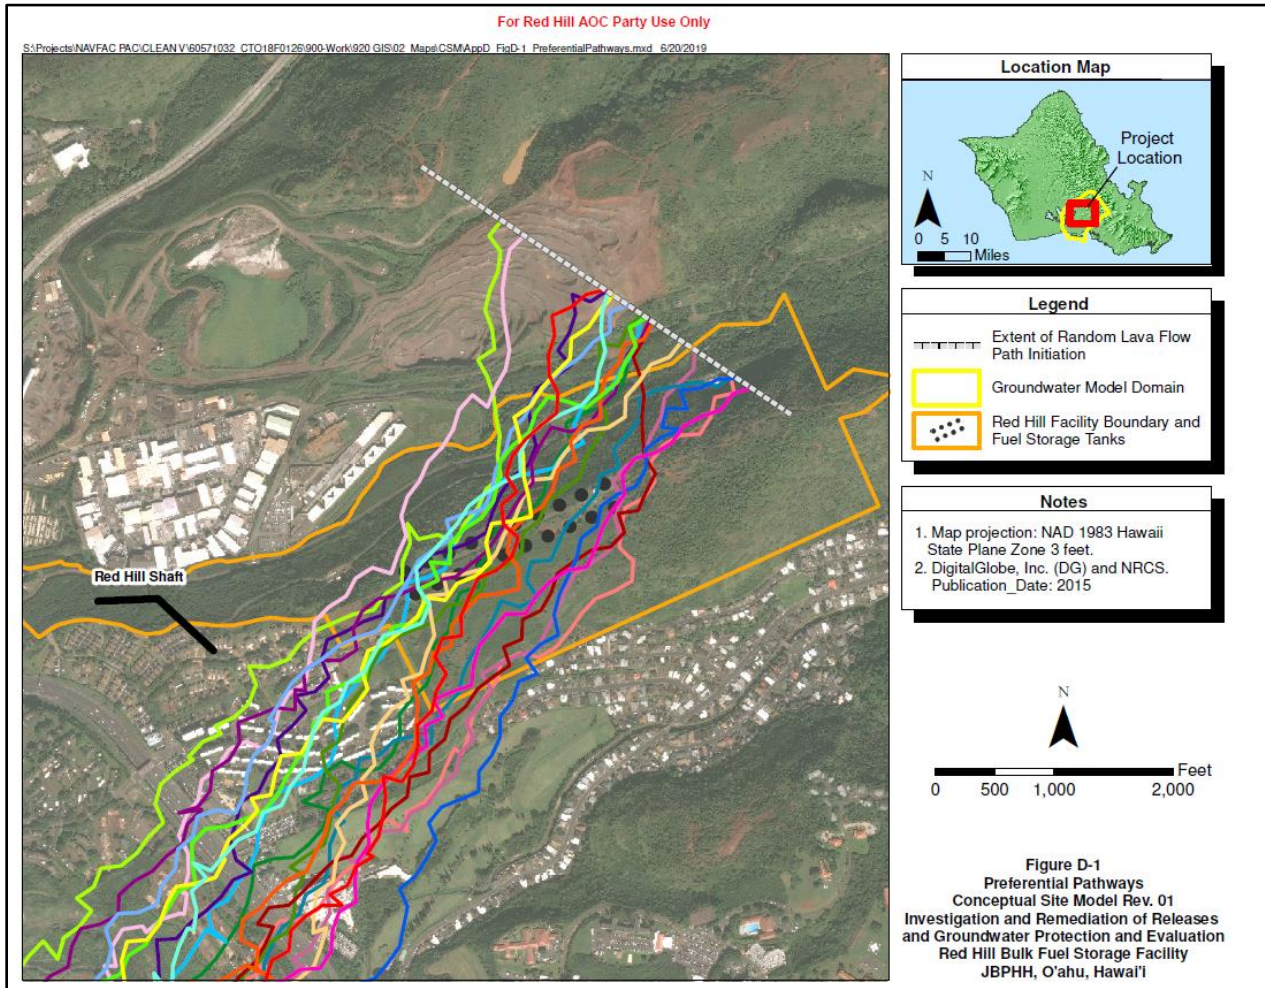 For Red Hill AOC Party Use Only
S:\Projects\NAVFAC PAC\CLEAN V\60571032_CTO18F0126\900-Work\920 GIS\02_Maps\CSM\AppD_FigD-1_PreferentialPathways.mxd 6/20/2019
Red Hill Shaft
Location Map
Project
Location
N
0 5 10
Miles
Legend
Extent of Random Lava Flow
Path Initiation
Groundwater Model Domain
Red Hill Facility Boundary and
Fuel Storage Tanks
Notes
1. Map projection: NAD 1983 Hawaii
State Plane Zone 3 feet.
2. DigitalGlobe, Inc. (DG) and NRCS.
Publication_Date: 2015
N
Feet
0 500 1,000 2,000
Figure D-1
Preferential Pathways
Conceptual Site Model Rev. 01
Investigation and Remediation of Releases
and Groundwater Protection and Evaluation
Red Hill Bulk Fuel Storage Facility
JBPHH, O'ahu, Hawai'i